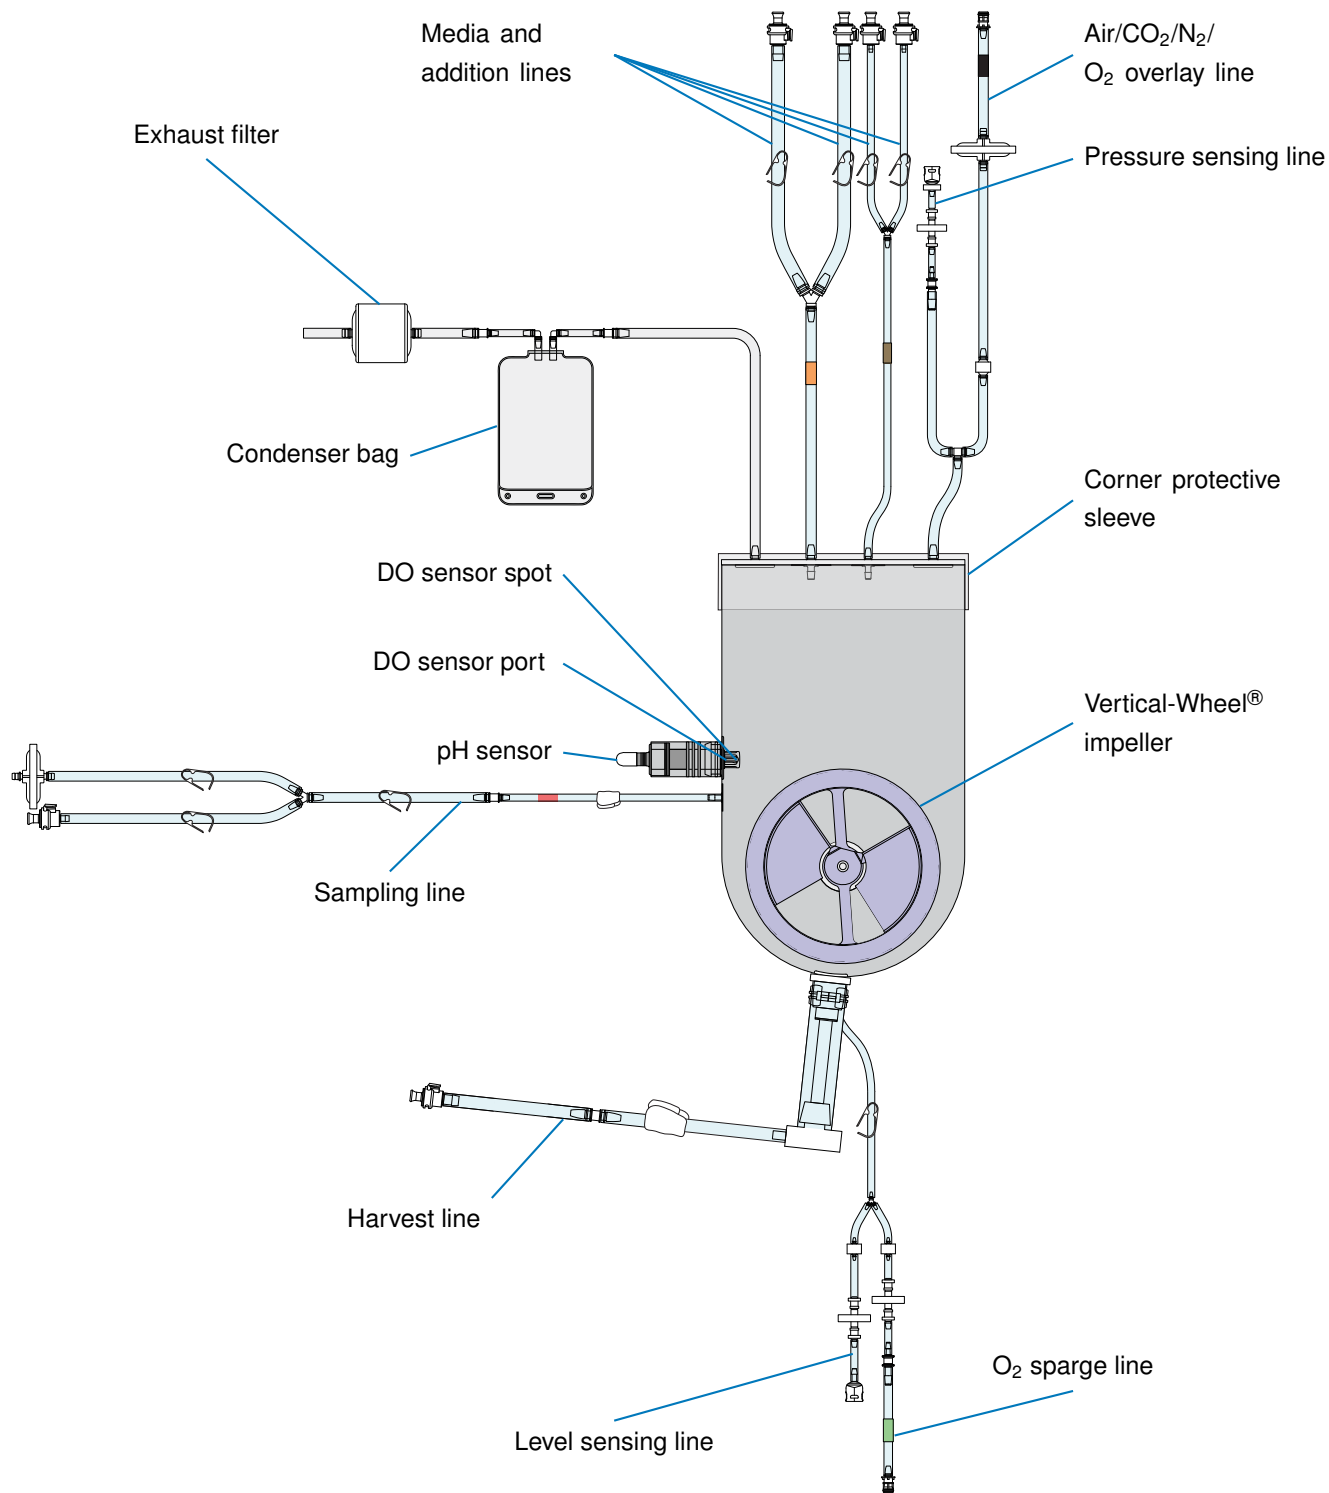 Media and
addition lines
Air/CO₂/N₂/
O₂ overlay line
Exhaust filter
Pressure sensing line
Condenser bag
Corner protective
sleeve
DO sensor spot
DO sensor port
Vertical-Wheel®
impeller
pH sensor
Sampling line
Harvest line
O₂ sparge line
Level sensing line